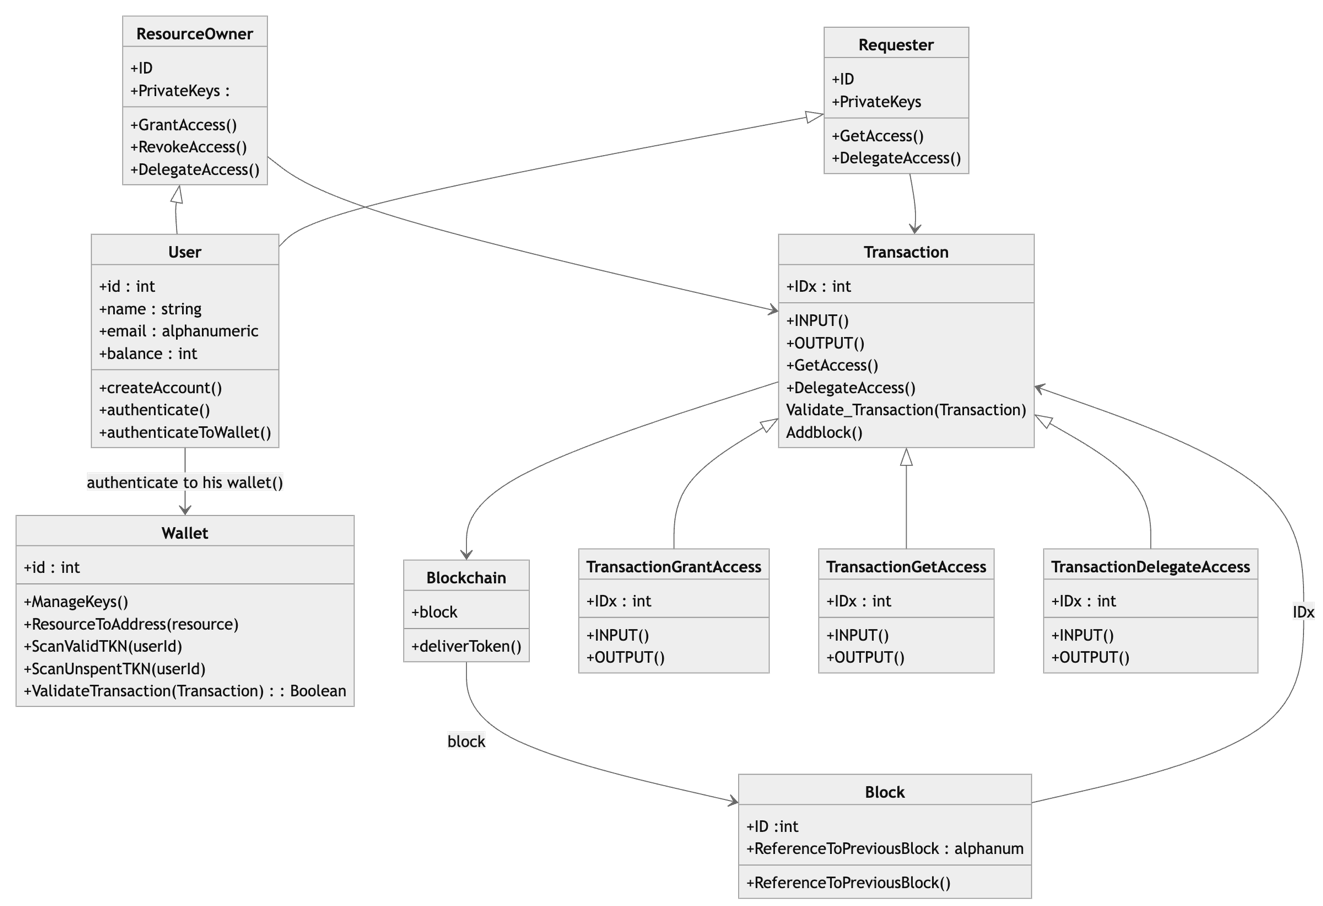 ResourceOwner
+ID
+PrivateKeys :
+GrantAccess()
+RevokeAccess()
+DelegateAccess()
Requester
+ID
+PrivateKeys
+GetAccess()
+DelegateAccess()
User
+id : int
+name : string
+email : alphanumeric
+balance : int
+createAccount()
+authenticate()
+authenticateToWallet()
Transaction
+IDx : int
+INPUT()
+OUTPUT()
+GetAccess()
+DelegateAccess()
Validate_Transaction(Transaction)
Addblock()
authenticate to his wallet()
Wallet
+id : int
+ManageKeys()
+ResourceToAddress(resource)
+ScanValidTKN(userId)
+ScanUnspentTKN(userId)
+ValidateTransaction(Transaction) : : Boolean
Blockchain
+block
+deliverToken()
TransactionGrantAccess
+IDx : int
+INPUT()
+OUTPUT()
TransactionGetAccess
+IDx : int
+INPUT()
+OUTPUT()
TransactionDelegateAccess
+IDx : int
+INPUT()
+OUTPUT()
IDx
block
Block
+ID :int
+ReferenceToPreviousBlock : alphanum
+ReferenceToPreviousBlock()